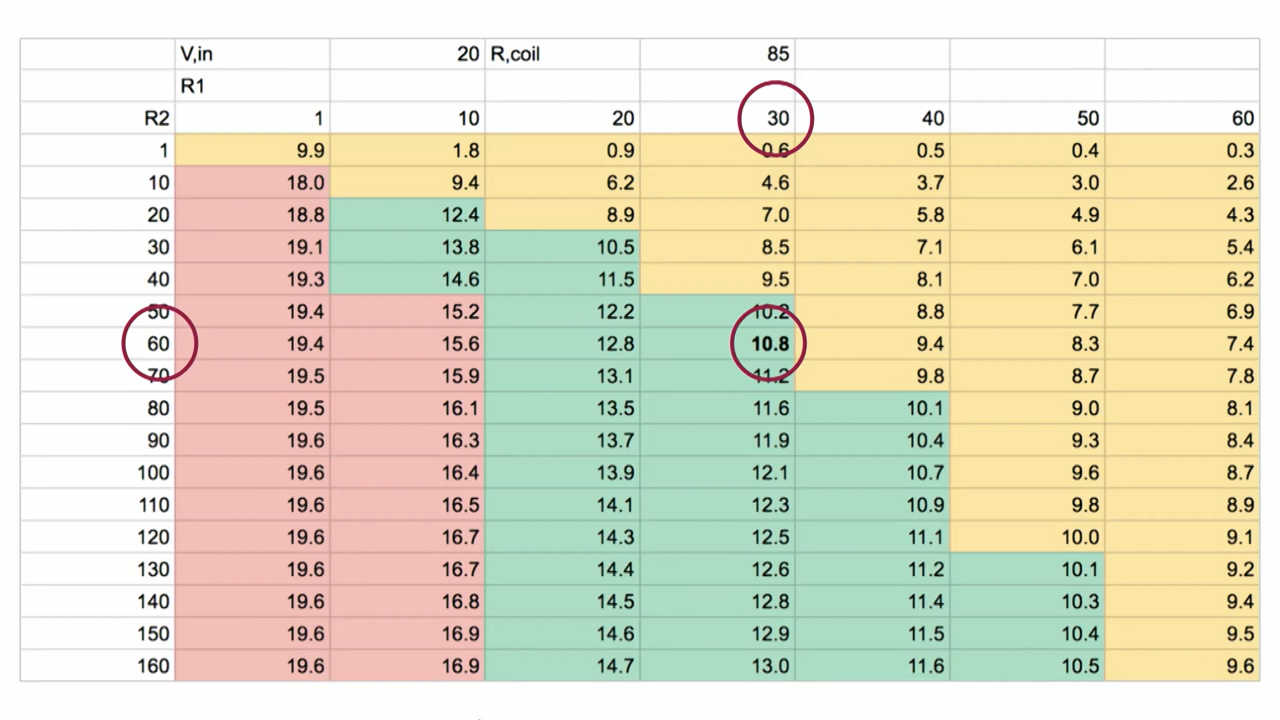 V,in 20 R,coil 85
R1
R2 1 10 20 30 40 50 60
1 9.9 1.8 0.9 0.6 0.5 0.4 0.3
10 18.0 9.4 6.2 4.6 3.7 3.0 2.6
20 18.8 12.4 8.9 7.0 5.8 4.9 4.3
30 19.1 13.8 10.5 8.5 7.1 6.1 5.4
40 19.3 14.6 11.5 9.5 8.1 7.0 6.2
50 19.4 15.2 12.2 10.2 8.8 7.7 6.9
60 19.4 15.6 12.8 10.8 9.4 8.3 7.4
70 19.5 15.9 13.1 11.2 9.8 8.7 7.8
80 19.5 16.1 13.5 11.6 10.1 9.0 8.1
90 19.6 16.3 13.7 11.9 10.4 9.3 8.4
100 19.6 16.4 13.9 12.1 10.7 9.6 8.7
110 19.6 16.5 14.1 12.3 10.9 9.8 8.9
120 19.6 16.7 14.3 12.5 11.1 10.0 9.1
130 19.6 16.7 14.4 12.6 11.2 10.1 9.2
140 19.6 16.8 14.5 12.8 11.4 10.3 9.4
150 19.6 16.9 14.6 12.9 11.5 10.4 9.5
160 19.6 16.9 14.7 13.0 11.6 10.5 9.6